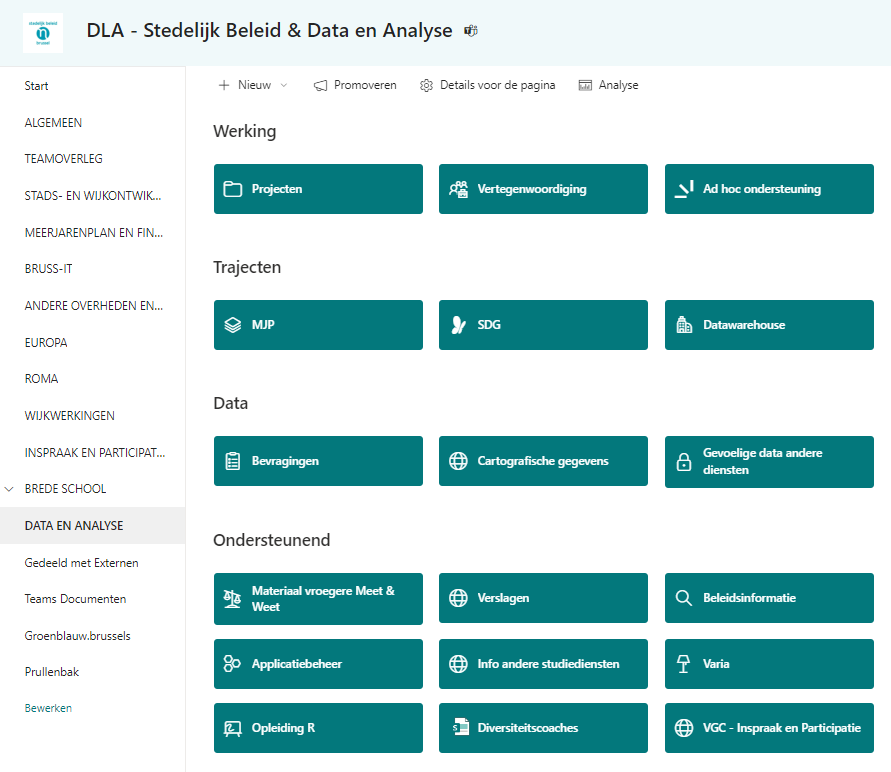 stedelijk beleid
n
brussel
DLA - Stedelijk Beleid & Data en Analyse
Start
ALGEMEEN
TEAMOVERLEG
STADS- EN WIJKONTWIK...
MEERJARENPLAN EN FIN...
BRUSS-IT
ANDERE OVERHEDEN EN...
EUROPA
ROMA
WIJKWERKINGEN
INSPRAAK EN PARTICIPAT...
BREDE SCHOOL
DATA EN ANALYSE
Gedeeld met Externen
Teams Documenten
Groenblauw.brussels
Prullenbak
Bewerken
Nieuw
Promoveren
Details voor de pagina
Analyse
Werking
Projecten
Vertegenwoordiging
Ad hoc ondersteuning
Trajecten
MJP
SDG
Datawarehouse
Data
Bevragingen
Cartografische gegevens
Gevoelige data andere
diensten
Ondersteunend
Materiaal vroegere Meet &
Weet
Verslagen
Beleidsinformatie
Applicatiebeheer
Info andere studiediensten
Varia
Opleiding R
Diversiteitscoaches
VGC - Inspraak en Participatie